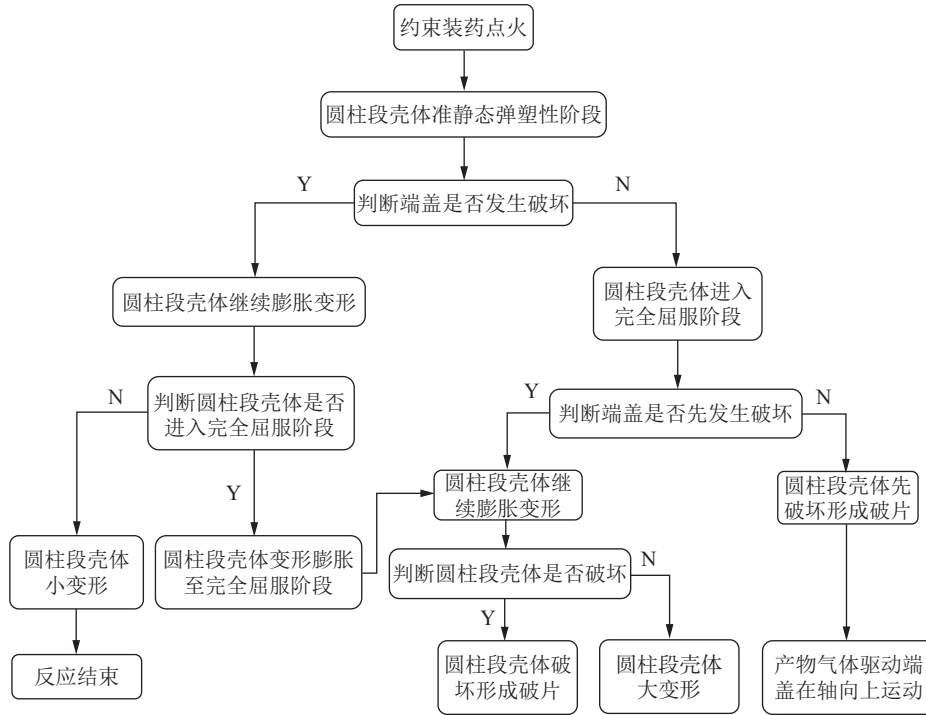 约束装药点火
圆柱段壳体准静态弹塑性阶段
Y
N
判断端盖是否发生破坏
圆柱段壳体继续膨胀变形
圆柱段壳体进入
完全屈服阶段
N
判断圆柱段壳体是否
进入完全屈服阶段
Y
判断端盖是否先发生破坏
N
Y
圆柱段壳体继
续膨胀变形
圆柱段壳体先
破坏形成破片
圆柱段壳体
小变形
圆柱段壳体变形膨胀
至完全屈服阶段
判断圆柱段壳体是否破坏
N
Y
反应结束
圆柱段壳体破
坏形成破片
圆柱段壳体
大变形
产物气体驱动端
盖在轴向上运动